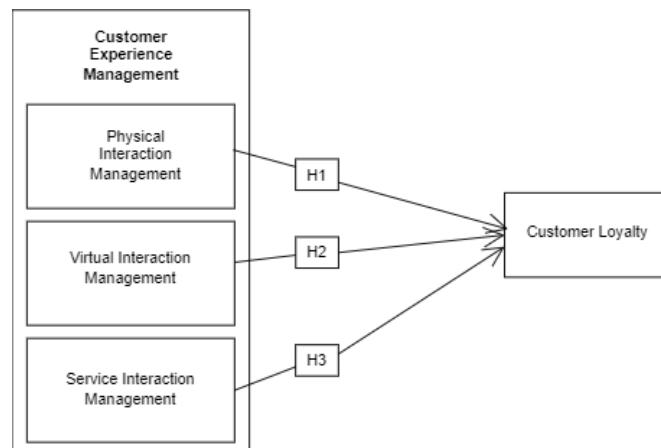 Customer
Experience
Management
Physical
Interaction
Management
H1
Virtual Interaction
Management
H2
Customer Loyalty
Service Interaction
Management
H3